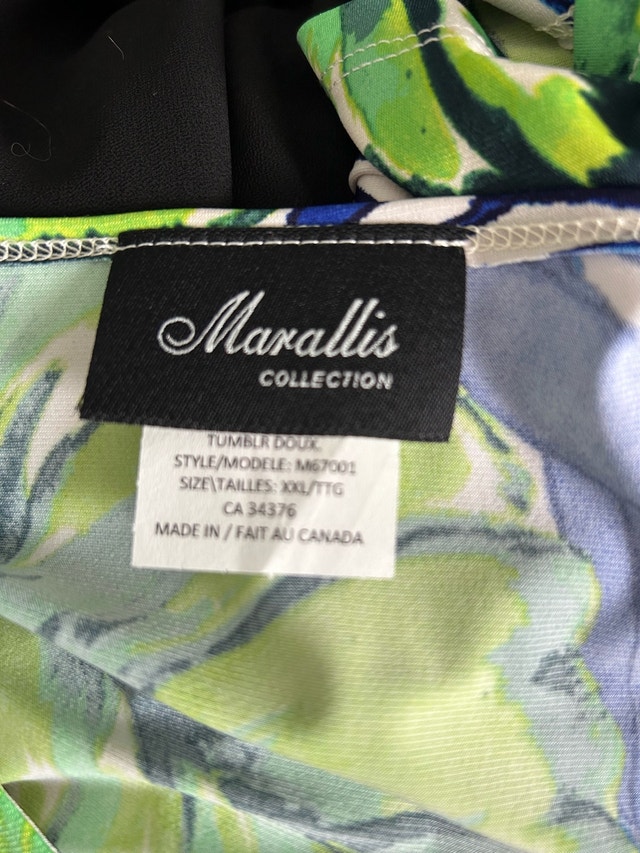 Marallis
COLLECTION
TUMBLR DOUX.
STYLE/MODELE: M67001
SIZE\TAILLES: XXL/TTG
CA 34376
MADE IN / FAIT AU CANADA